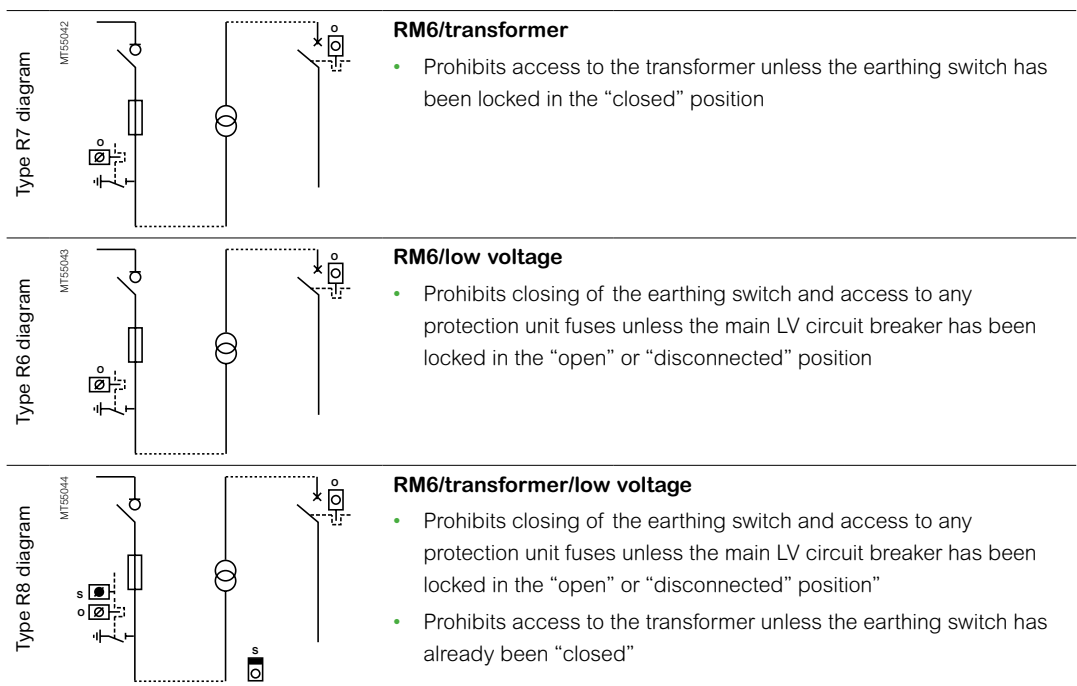 Type R7 diagram
MT55042
o
o
RM6/transformer
• Prohibits access to the transformer unless the earthing switch has
been locked in the “closed” position
Type R6 diagram
MT55043
o
o
RM6/low voltage
• Prohibits closing of the earthing switch and access to any
protection unit fuses unless the main LV circuit breaker has been
locked in the “open” or “disconnected” position
Type R8 diagram
MT55044
o
s
o
s
RM6/transformer/low voltage
• Prohibits closing of the earthing switch and access to any
protection unit fuses unless the main LV circuit breaker has been
locked in the “open” or “disconnected” position”
• Prohibits access to the transformer unless the earthing switch has
already been “closed”